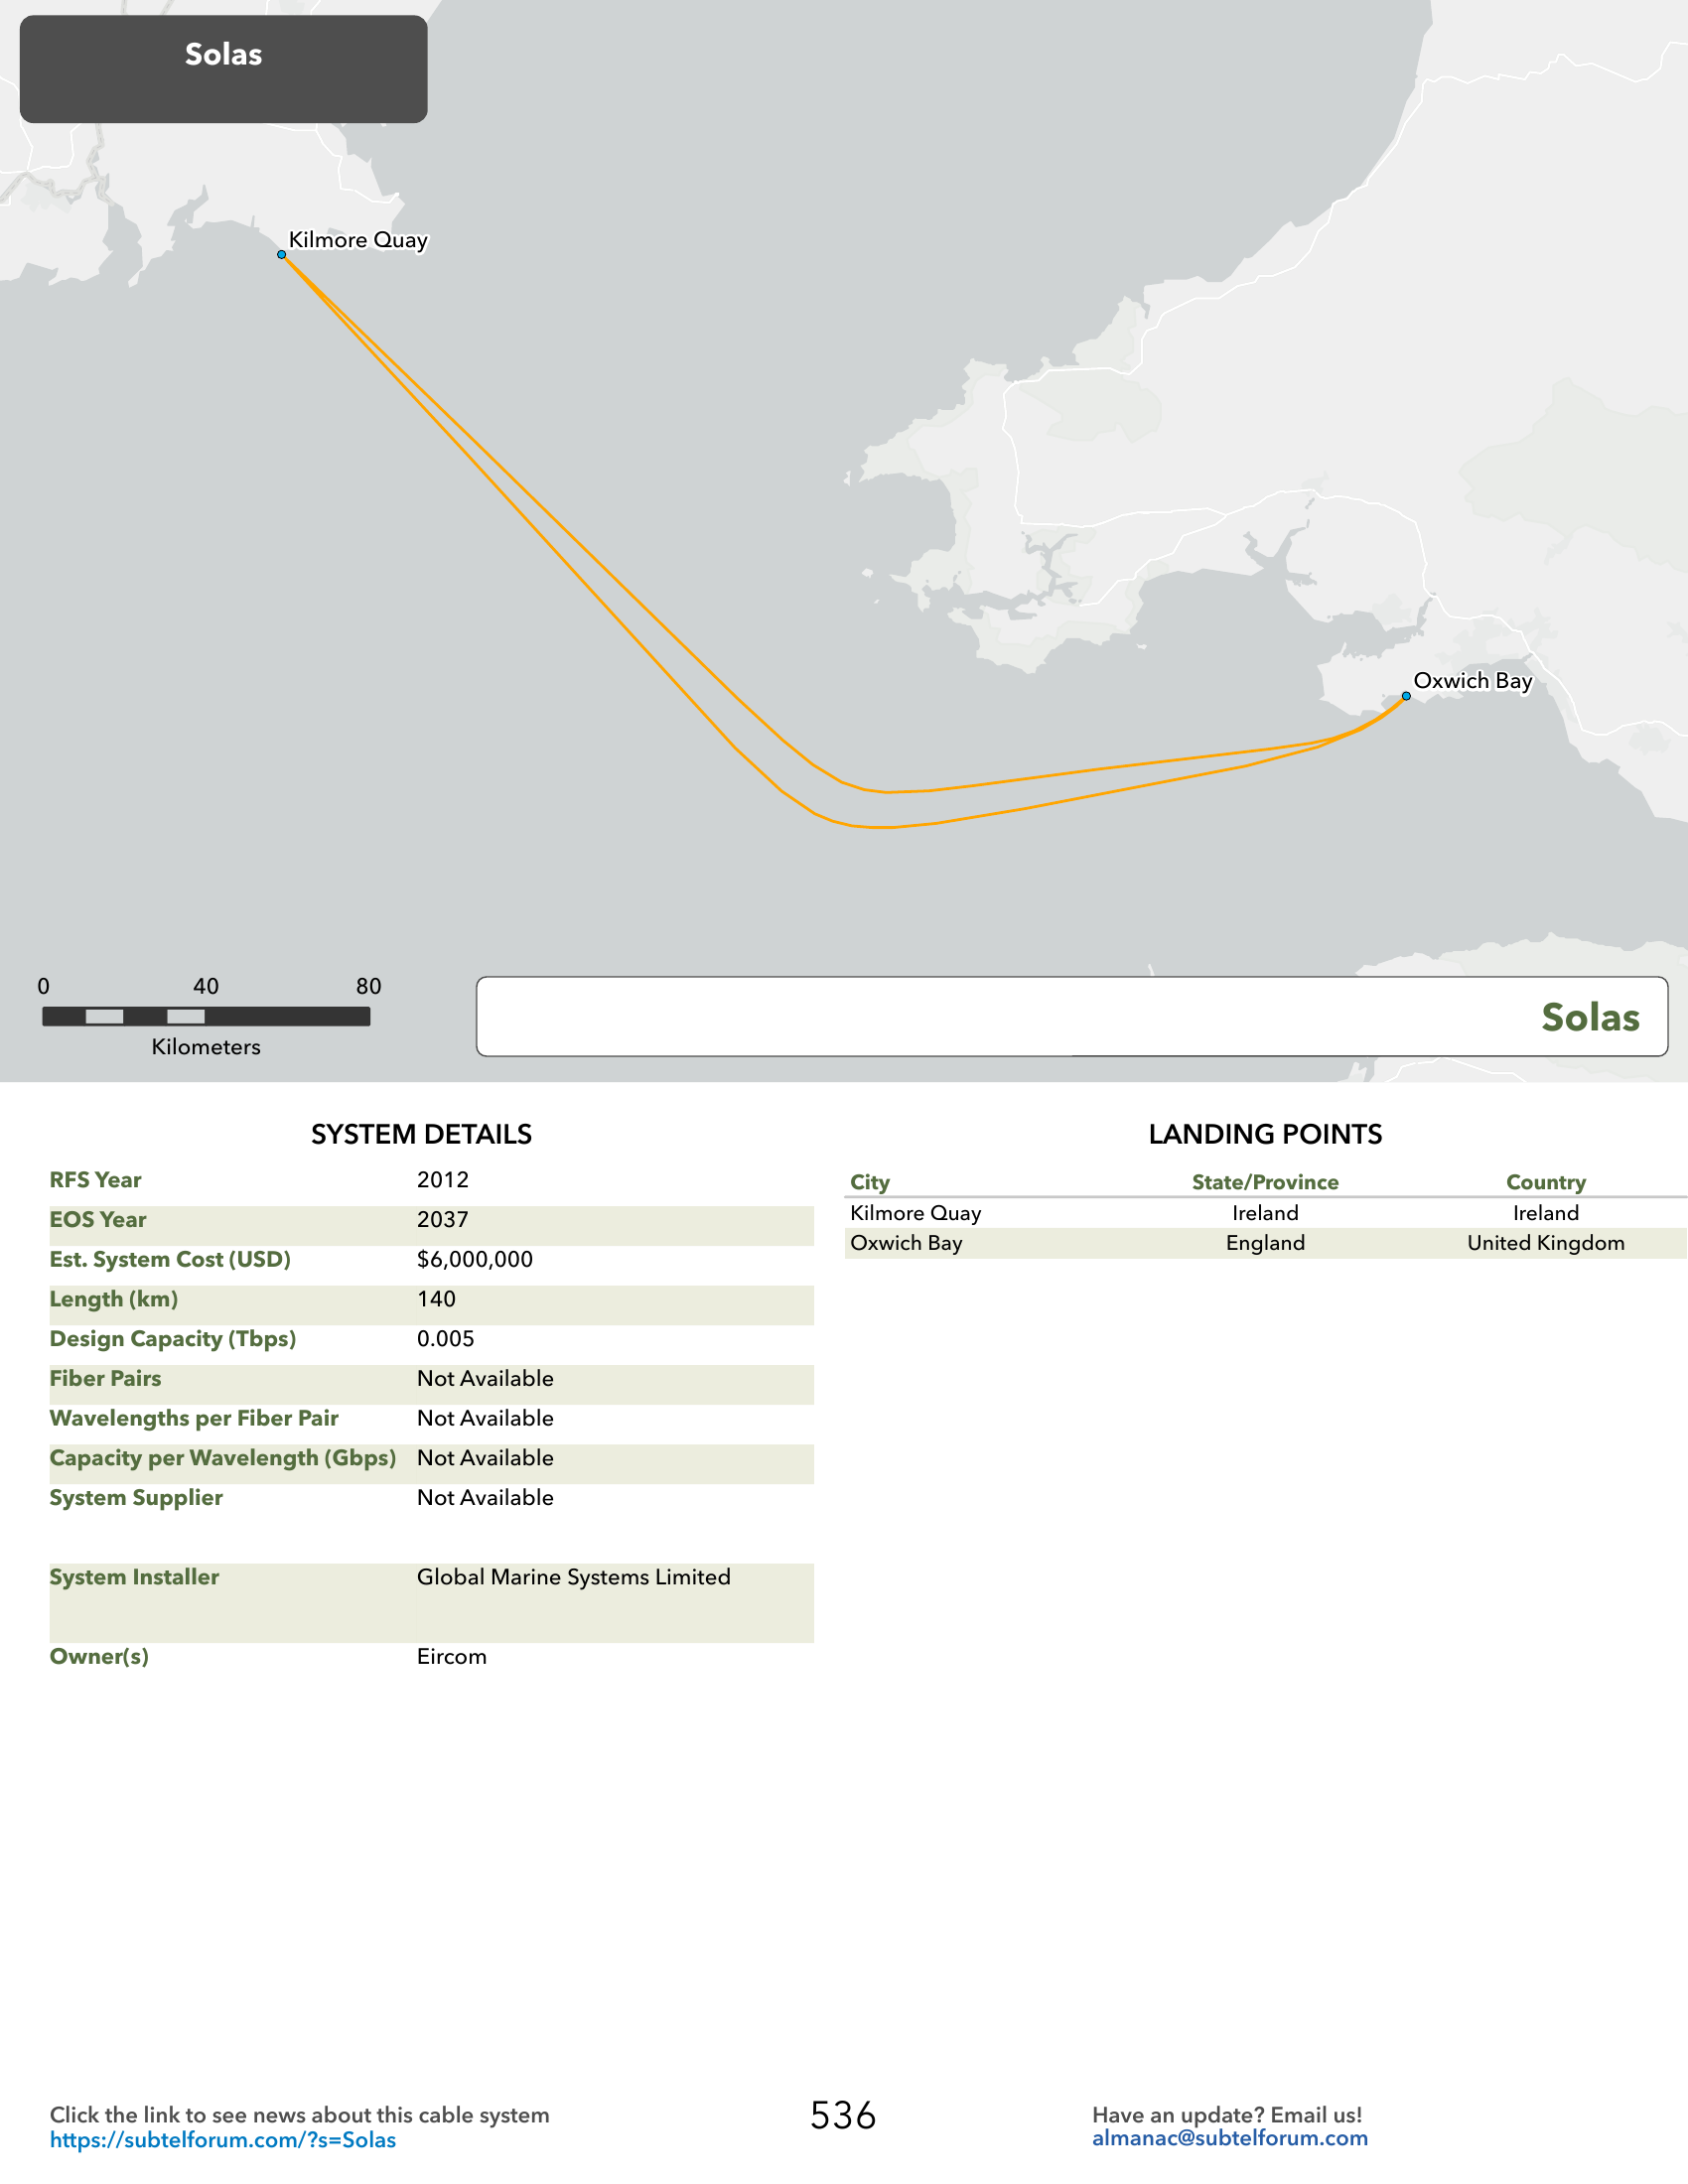 Solas
Kilmore Quay
Oxwich Bay
0 40 80
Kilometers
Solas
SYSTEM DETAILS
RFS Year 2012
EOS Year 2037
Est. System Cost (USD) $6,000,000
Length (km) 140
Design Capacity (Tbps) 0.005
Fiber Pairs Not Available
Wavelengths per Fiber Pair Not Available
Capacity per Wavelength (Gbps) Not Available
System Supplier Not Available
System Installer Global Marine Systems Limited
Owner(s) Eircom
LANDING POINTS
City State/Province Country
Kilmore Quay Ireland Ireland
Oxwich Bay England United Kingdom
Click the link to see news about this cable system
https://subtelforum.com/?s=Solas
536
Have an update? Email us!
almanac@subtelforum.com